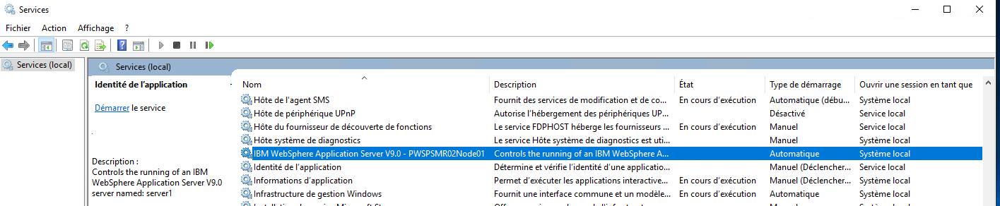 Services
Fichier Action Affichage ?
Services (local)
Services (local)
Identité de l'application
Démarrer le service
Description :
Controls the running of an IBM
WebSphere Application Server V9.0
server named: server1
Nom Description État Type de démarrage Ouvrir une session en tant que
Hôte de l'agent SMS Fournit des services de modification et de co... En cours d'exécution Automatique (débu... Système local
Hôte de périphérique UPnP Autorise l'hébergement des périphériques UP... Désactivé Service local
Hôte du fournisseur de découverte de fonctions Le service FDPHOST héberge les fournisseurs ... En cours d'exécution Manuel Service local
Hôte système de diagnostics Le service Hôte système de diagnostics est uti... Manuel Système local
IBM WebSphere Application Server V9.0 - PWSPSMR02Node01 Controls the running of an IBM WebSphere A... Automatique Système local
Identité de l'application Détermine et vérifie l'identité d'une applicatio... Manuel (Déclencher... Service local
Informations d'application Permet d'exécuter les applications interactive... En cours d'exécution Manuel (Déclencher... Système local
Infrastructure de gestion Windows Fournit une interface commune et un modèle... En cours d'exécution Automatique Système local